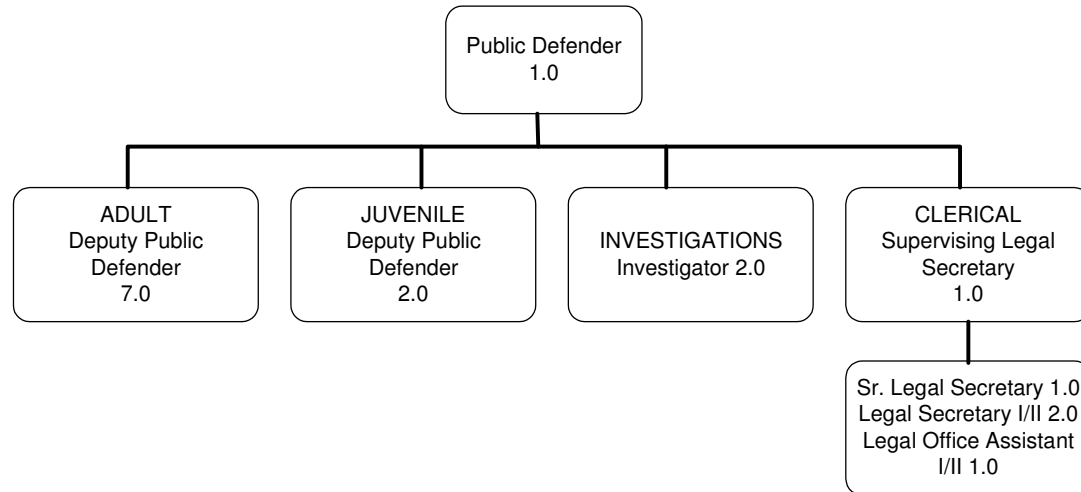 Public Defender
1.0
ADULT
Deputy Public
Defender
7.0
JUVENILE
Deputy Public
Defender
2.0
INVESTIGATIONS
Investigator 2.0
CLERICAL
Supervising Legal
Secretary
1.0
Sr. Legal Secretary 1.0
Legal Secretary I/II 2.0
Legal Office Assistant
I/II 1.0